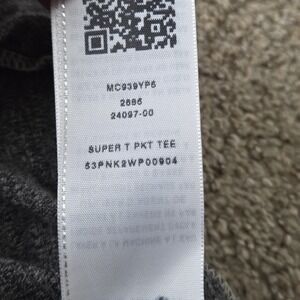 MC939YP6
2886
24097-00
SUPER T PKT TEE
53PNK2WP00904